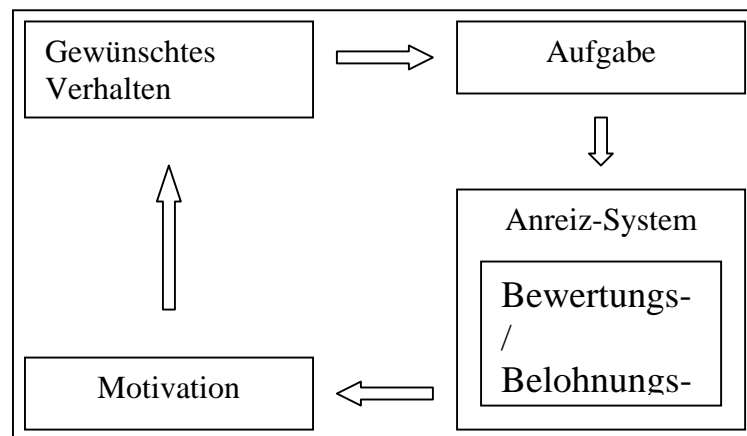 Gewünschtes
Verhalten
Aufgabe
Anreiz-System
Bewertungs-
/
Belohnungs-
Motivation